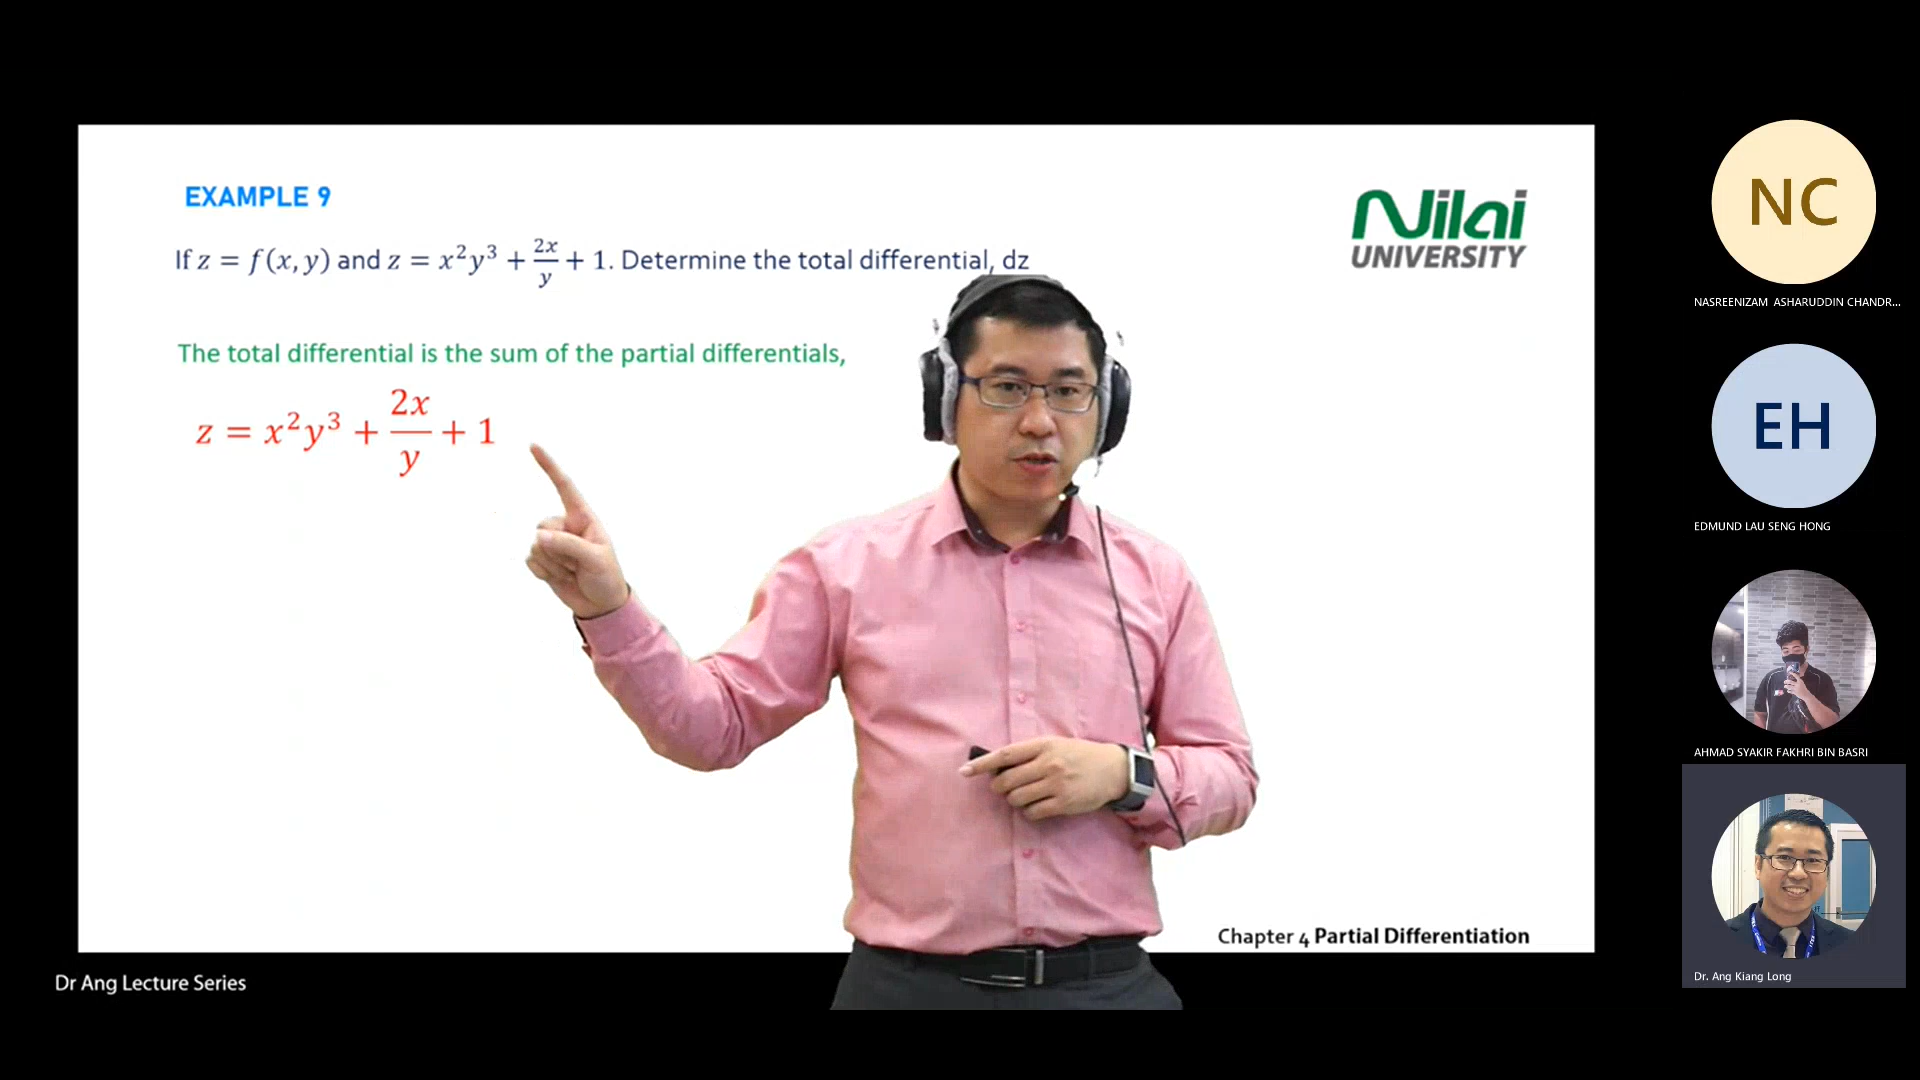 EXAMPLE 9
Nilai
UNIVERSITY
If z = f(x, y) and z = x²y³ + 2x/y + 1. Determine the total differential, dz
The total differential is the sum of the partial differentials,
z = x²y³ + 2x/y + 1
Chapter 4 Partial Differentiation
Dr Ang Lecture Series
NC
NASREENIZAM ASHARUDDIN CHANDR...
EH
EDMUND LAU SENG HONG
AHMAD SYAKIR FAKHRI BIN BASRI
Dr. Ang Kiang Long